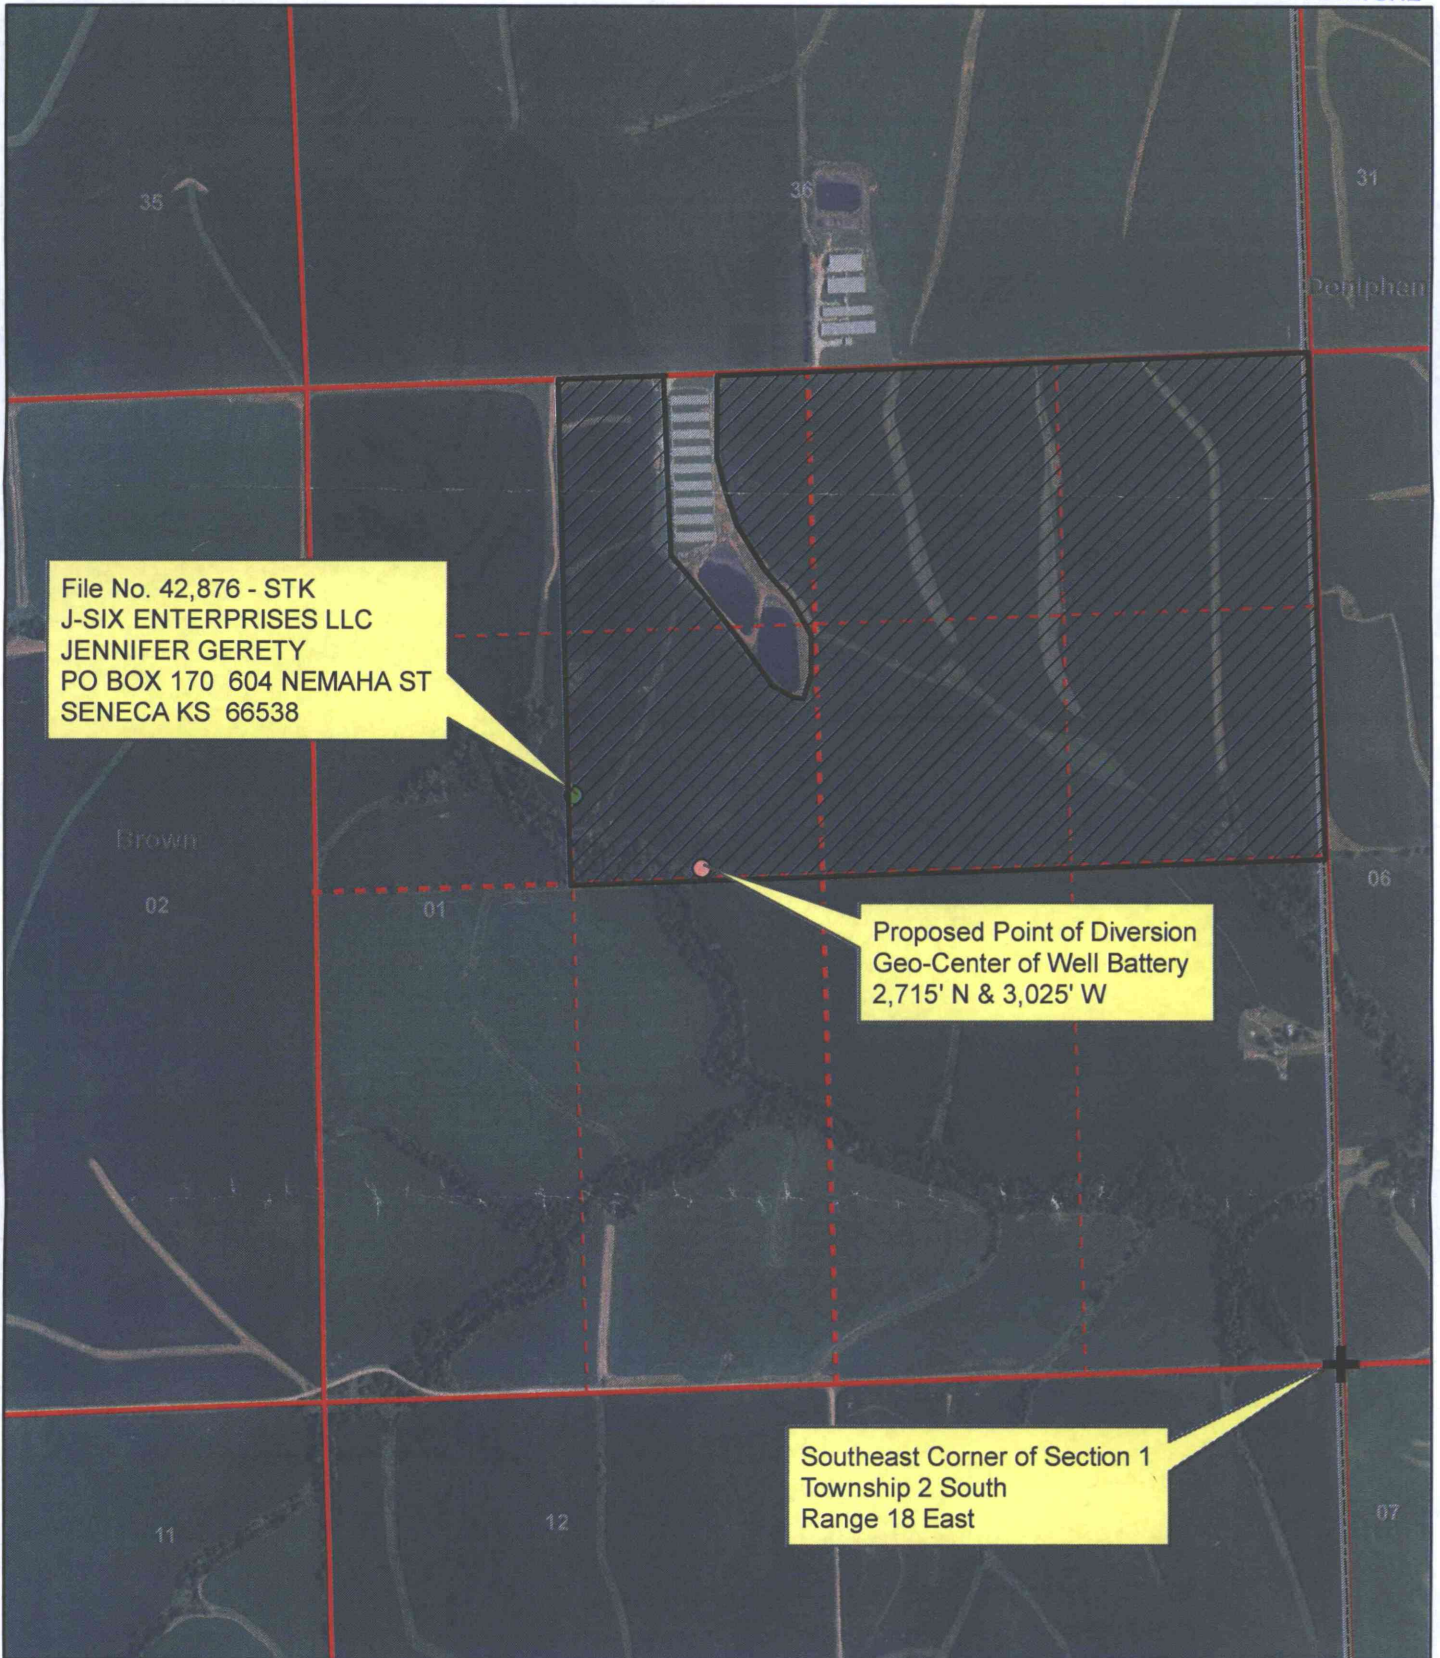 35
36
31
Doniphan
File No. 42,876 - STK
J-SIX ENTERPRISES LLC
JENNIFER GERETY
PO BOX 170 604 NEMAHA ST
SENECA KS 66538
Brown
02
01
06
Proposed Point of Diversion
Geo-Center of Well Battery
2,715' N & 3,025' W
Southeast Corner of Section 1
Township 2 South
Range 18 East
11
12
07